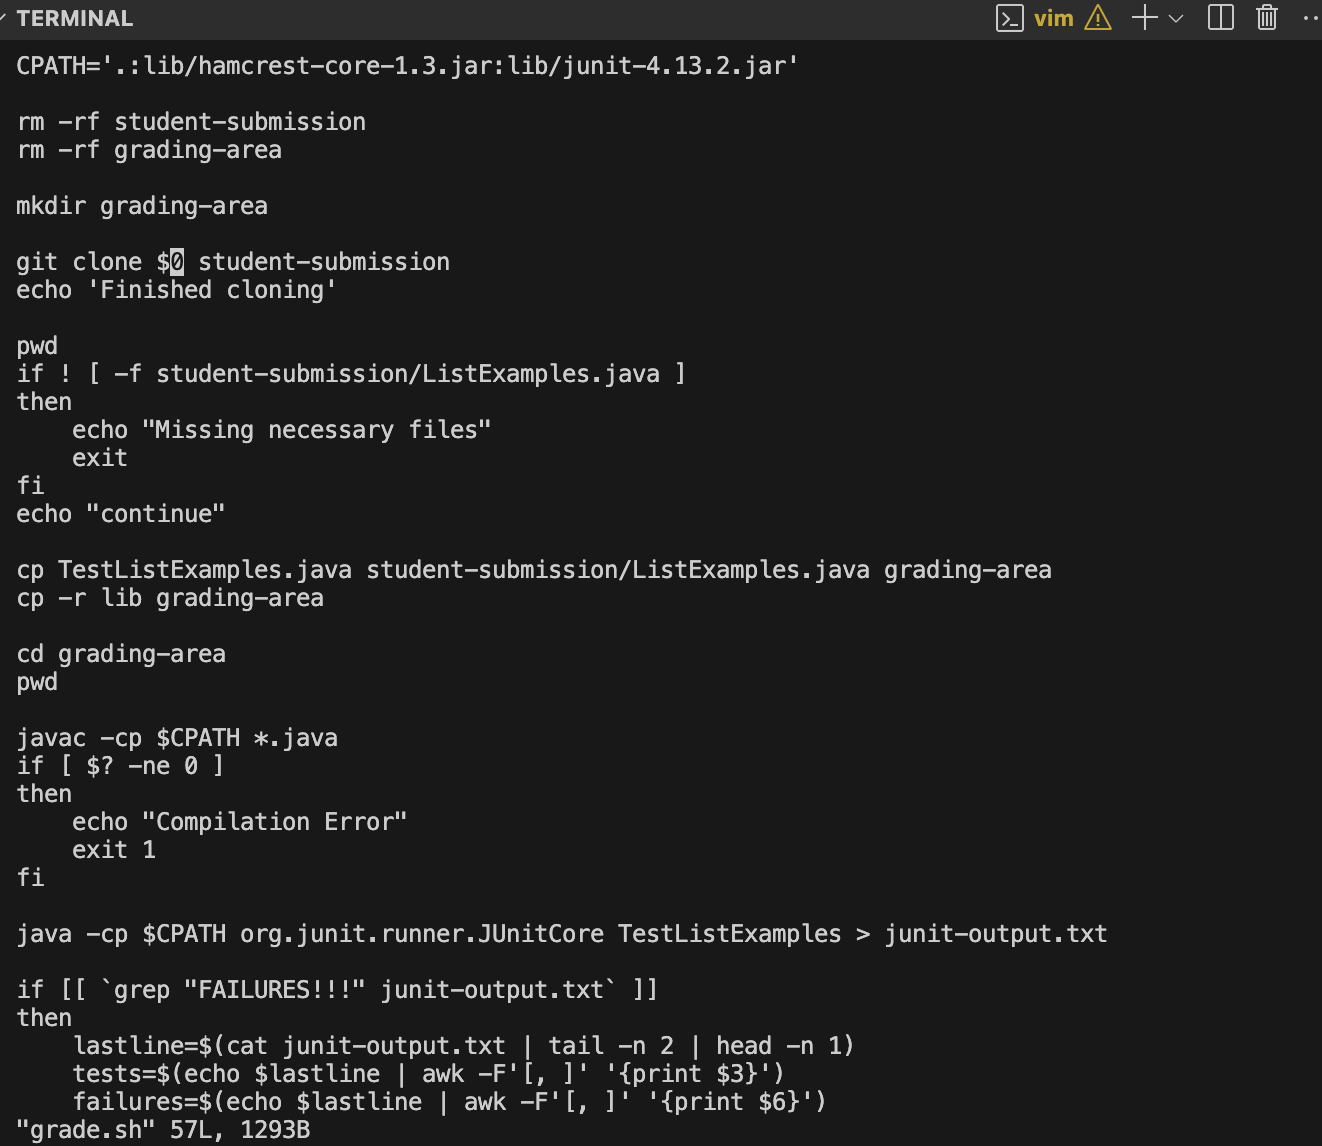 TERMINAL
vim
CPATH='.:lib/hamcrest-core-1.3.jar:lib/junit-4.13.2.jar'
rm -rf student-submission
rm -rf grading-area
mkdir grading-area
git clone $0 student-submission
echo 'Finished cloning'
pwd
if ! [ -f student-submission/ListExamples.java ]
then
    echo "Missing necessary files"
    exit
fi
echo "continue"
cp TestListExamples.java student-submission/ListExamples.java grading-area
cp -r lib grading-area
cd grading-area
pwd
javac -cp $CPATH *.java
if [ $? -ne 0 ]
then
    echo "Compilation Error"
    exit 1
fi
java -cp $CPATH org.junit.runner.JUnitCore TestListExamples > junit-output.txt
if [[ `grep "FAILURES!!!" junit-output.txt` ]]
then
    lastline=$(cat junit-output.txt | tail -n 2 | head -n 1)
    tests=$(echo $lastline | awk -F'[, ]' '{print $3}')
    failures=$(echo $lastline | awk -F'[, ]' '{print $6}')
"grade.sh" 57L, 1293B